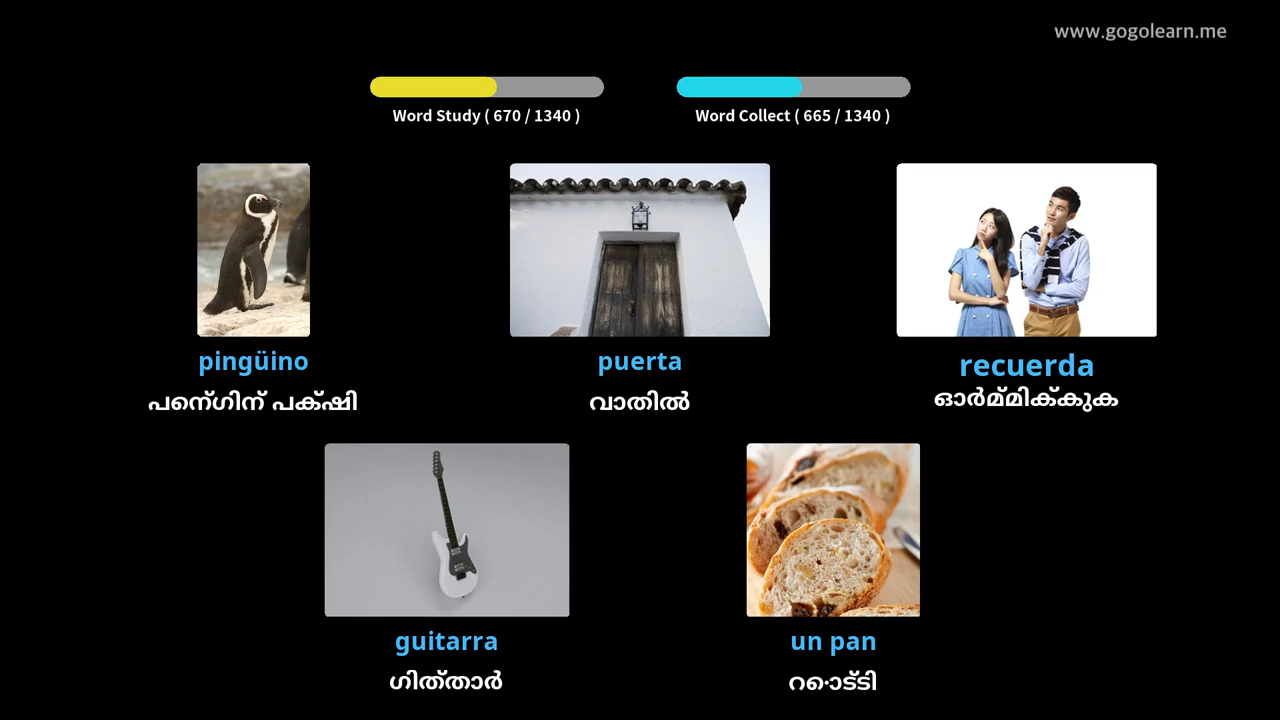 www.gogolearn.me
Word Study ( 670 / 1340 )
Word Collect ( 665 / 1340 )
pingüino
puerta
recuerda
പെന്ഗിന് പക്ഷി
വാതിൽ
ഓർമ്മിക്കുക
guitarra
un pan
ഗിത്താർ
റൊട്ടി